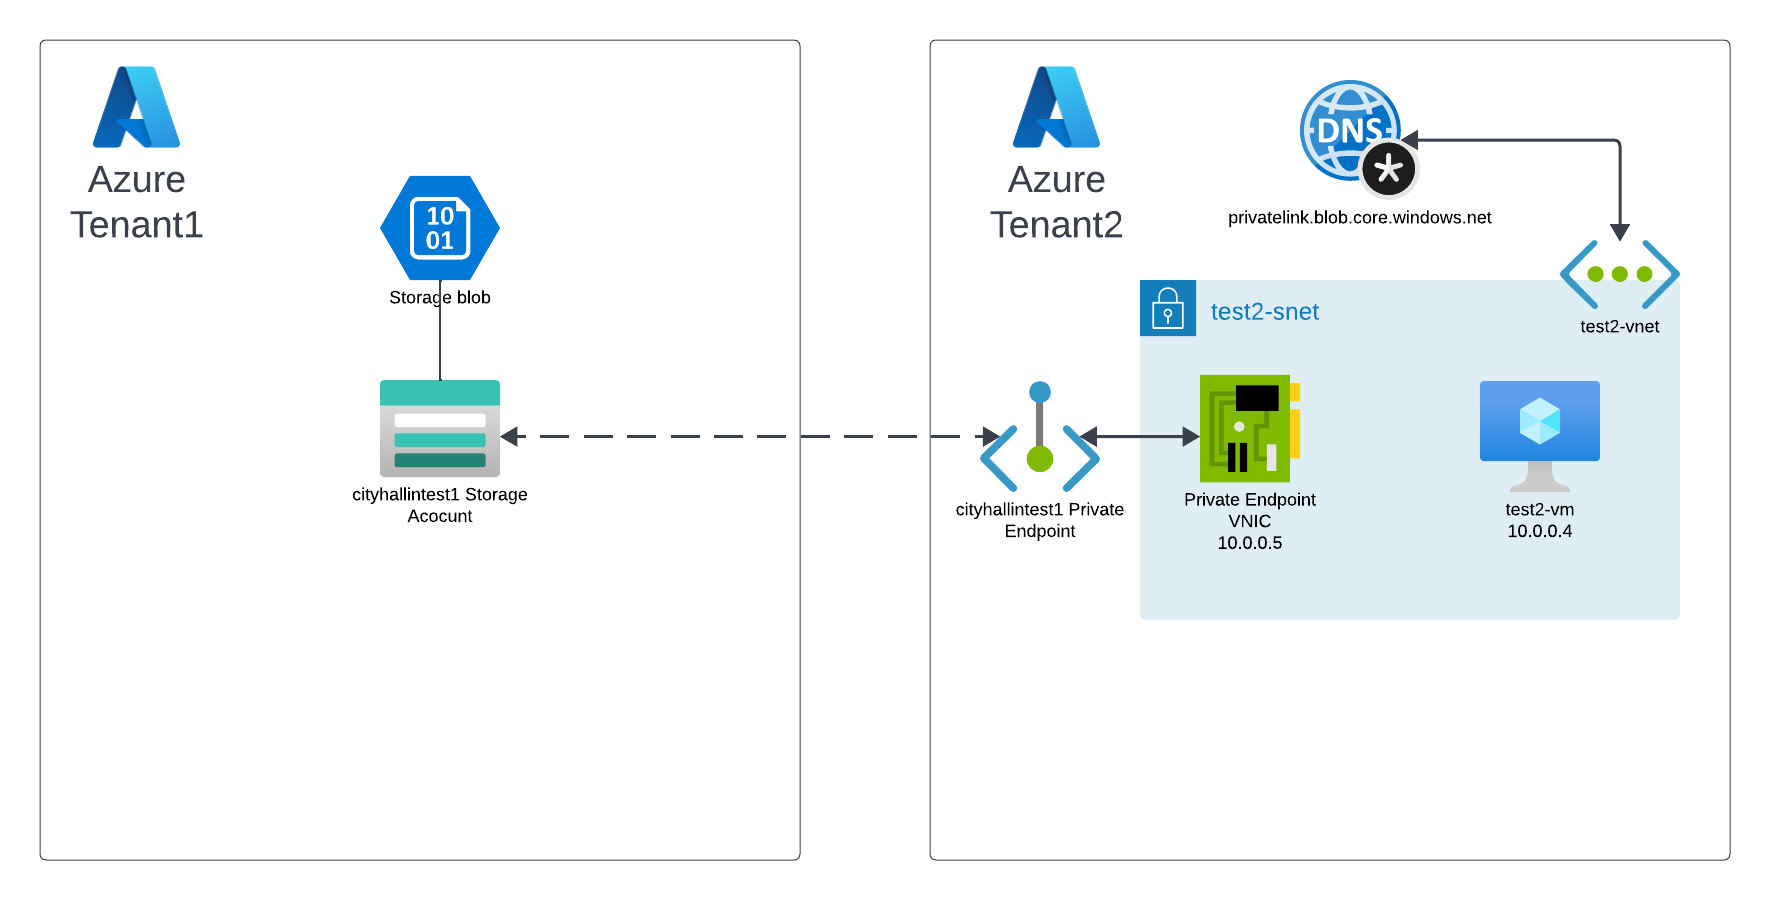 Azure
Tenant1
10
01
Storage blob
cityhallintest1 Storage
Acocunt
Azure
Tenant2
DNS
privatelink.blob.core.windows.net
test2-vnet
test2-snet
cityhallintest1 Private
Endpoint
Private Endpoint
VNIC
10.0.0.5
test2-vm
10.0.0.4